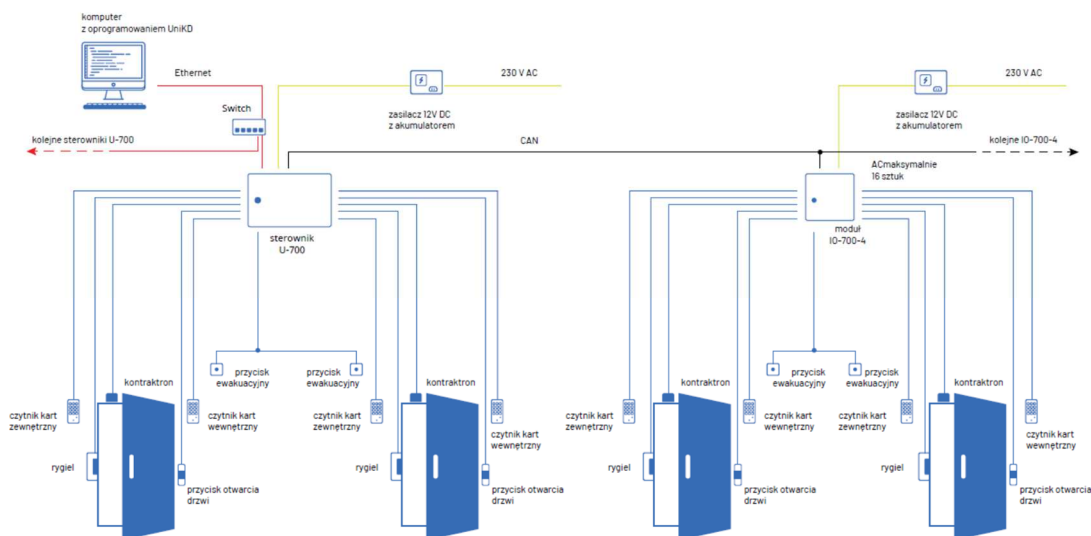 komputer
z oprogramowaniem UniKD
Ethernet
230 V AC
230 V AC
Switch
zasilacz 12V DC
z akumulatorem
zasilacz 12V DC
z akumulatorem
kolejne sterowniki U-700
CAN
kolejne IO-700-4
ACmaksymalnie
16 sztuk
sterownik
U-700
moduł
IO-700-4
przycisk
ewakuacyjny
przycisk
ewakuacyjny
przycisk
ewakuacyjny
przycisk
ewakuacyjny
kontraktron
kontraktron
kontraktron
kontraktron
czytnik kart
zewnętrzny
czytnik kart
wewnętrzny
czytnik kart
zewnętrzny
czytnik kart
wewnętrzny
czytnik kart
zewnętrzny
czytnik kart
wewnętrzny
czytnik kart
zewnętrzny
czytnik kart
wewnętrzny
rygiel
przycisk otwarcia
drzwi
rygiel
przycisk otwarcia
drzwi
rygiel
przycisk otwarcia
drzwi
rygiel
przycisk otwarcia
drzwi